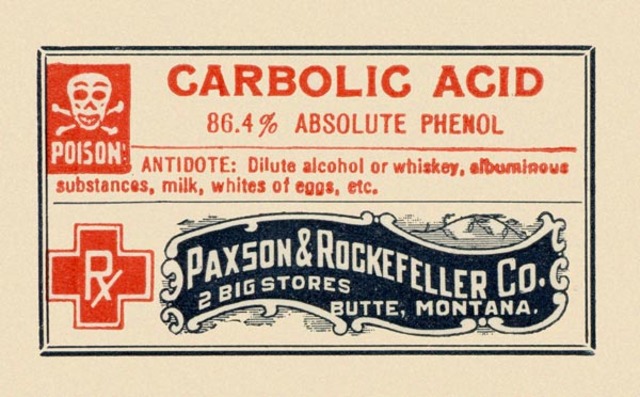 CARBOLIC ACID
86.4% ABSOLUTE PHENOL
POISON!
ANTIDOTE: Dilute alcohol or whiskey, albuminous
substances, milk, whites of eggs, etc.
Rx
PAXSON & ROCKEFELLER CO.
2 BIG STORES
BUTTE, MONTANA.